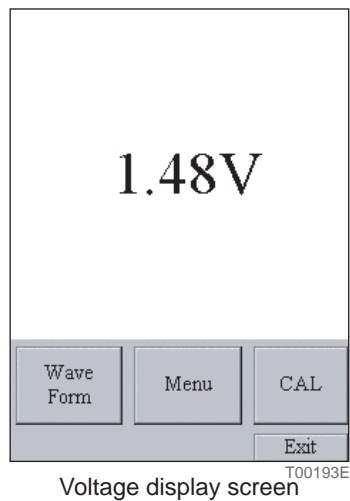 1.48V
Wave
Form
Menu
CAL
Exit
T00193E
Voltage display screen